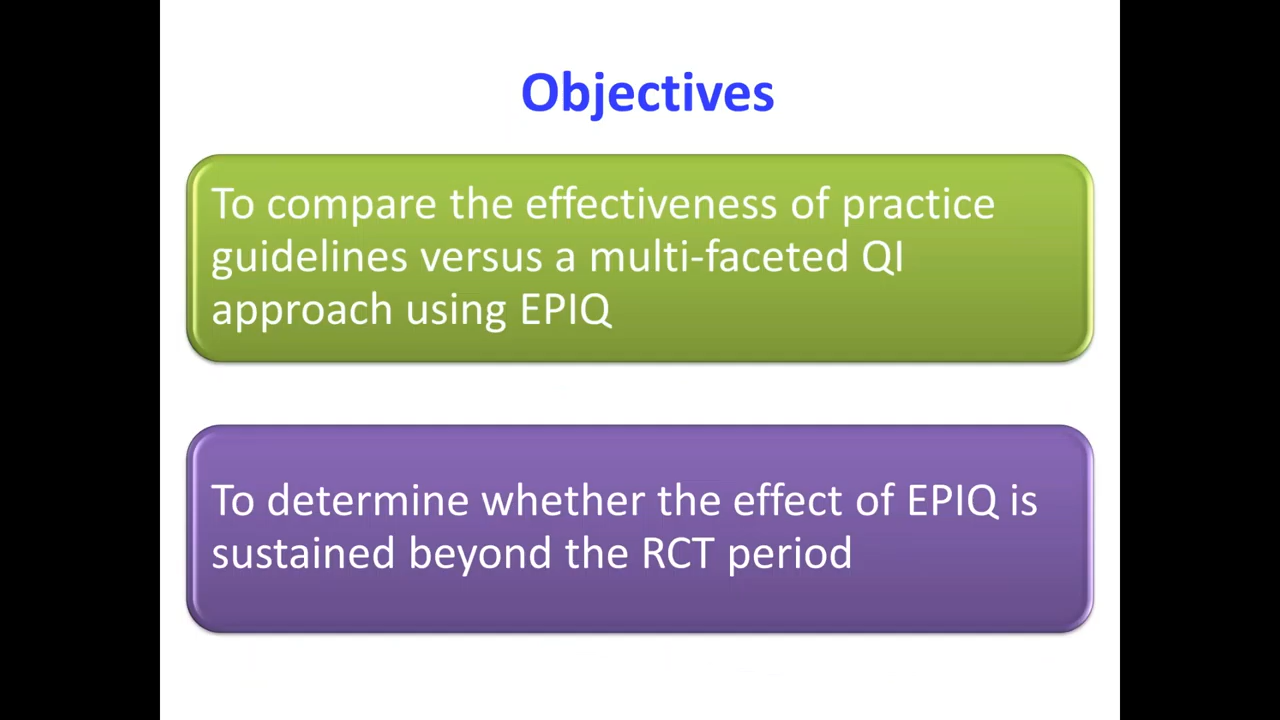 Objectives
To compare the effectiveness of practice
guidelines versus a multi-faceted QI
approach using EPIQ
To determine whether the effect of EPIQ is
sustained beyond the RCT period